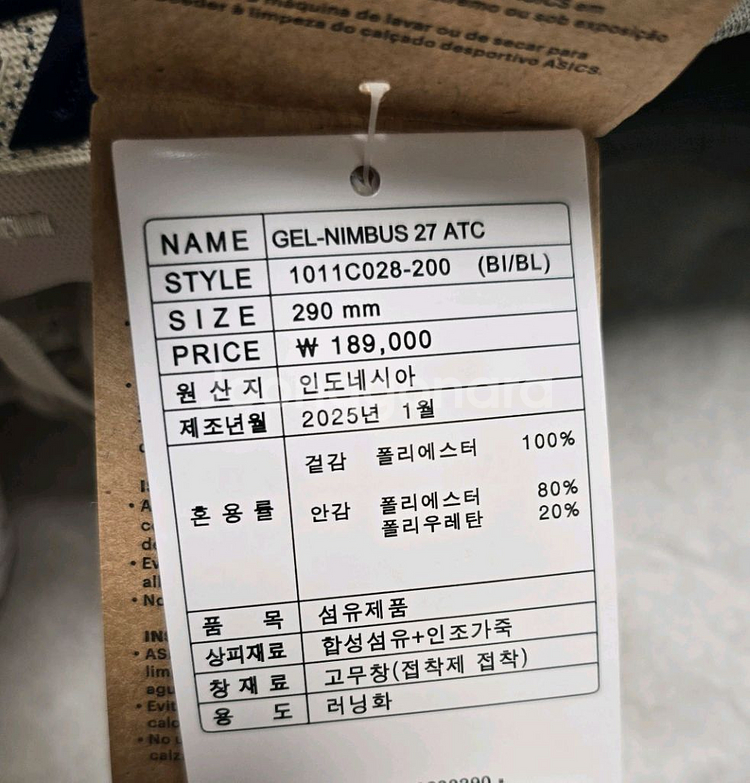 máquina de lavar ou de secar para
ou sob exposição
à limpeza do calçado desportivo ASICS.
NAME GEL-NIMBUS 27 ATC
STYLE 1011C028-200 (BI/BL)
SIZE 290 mm
PRICE ₩ 189,000
원산지 인도네시아
제조년월 2025년 1월
혼용률
겉감 폴리에스터 100%
안감 폴리에스터 80%
폴리우레탄 20%
품 목 섬유제품
상피재료 합성섬유+인조가죽
창재료 고무창(접착제 접착)
용 도 러닝화